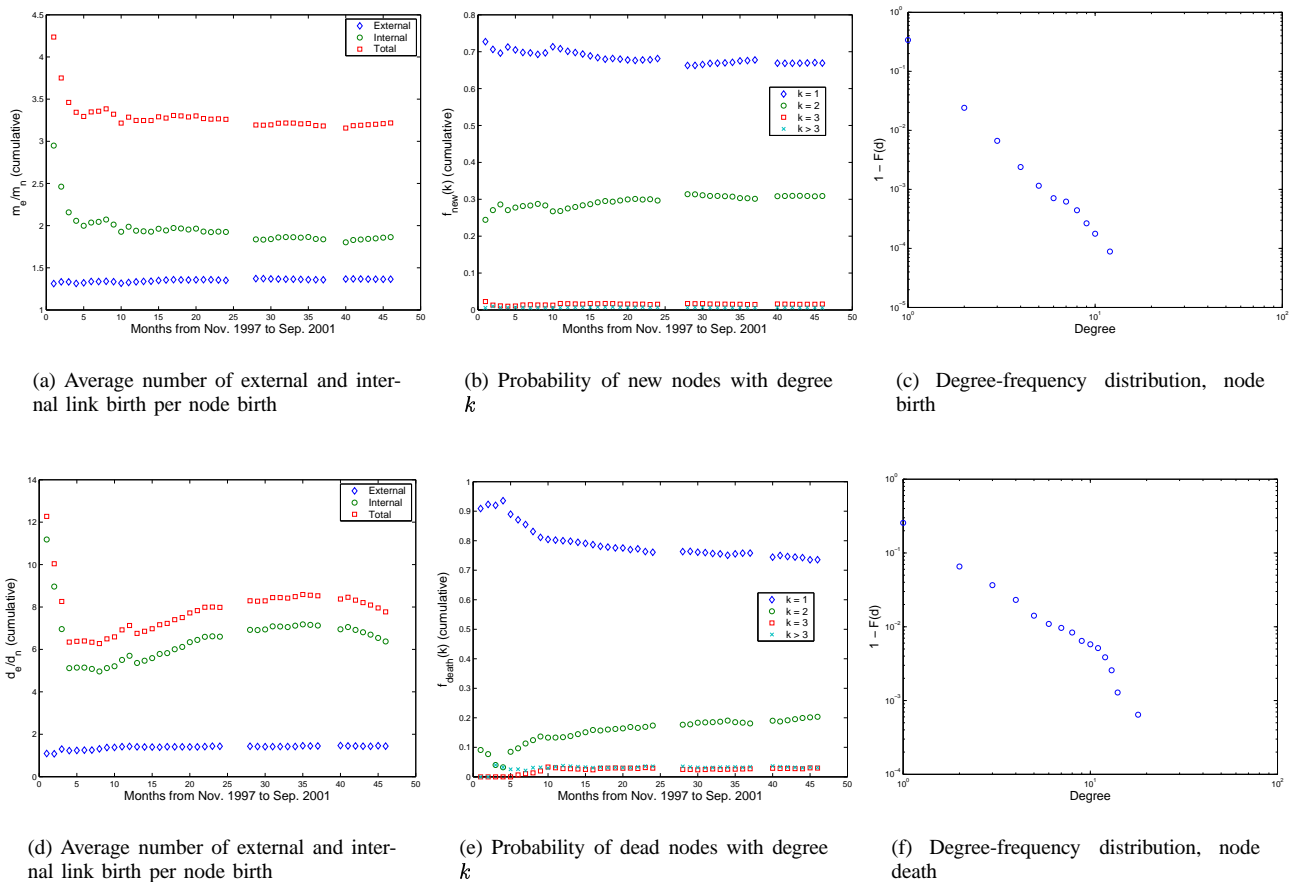 4.5
4
3.5
3
2.5
2
1.5
1
m_e/m_n (cumulative)
0 5 10 15 20 25 30 35 40 45 50
Months from Nov. 1997 to Sep. 2001
External
Internal
Total
(a) Average number of external and inter-
nal link birth per node birth
0.8
0.7
0.6
0.5
0.4
0.3
0.2
0.1
0
f_new(k) (cumulative)
0 5 10 15 20 25 30 35 40 45 50
Months from Nov. 1997 to Sep. 2001
k = 1
k = 2
k = 3
k > 3
(b) Probability of new nodes with degree
k
10^0
10^-1
10^-2
10^-3
10^-4
10^-5
1 − F(d)
10^0 10^1 10^2
Degree
(c) Degree-frequency distribution, node
birth
14
12
10
8
6
4
2
0
d_e/d_n (cumulative)
0 5 10 15 20 25 30 35 40 45 50
Months from Nov. 1997 to Sep. 2001
External
Internal
Total
(d) Average number of external and inter-
nal link birth per node birth
1
0.9
0.8
0.7
0.6
0.5
0.4
0.3
0.2
0.1
0
f_death(k) (cumulative)
0 5 10 15 20 25 30 35 40 45 50
Months from Nov. 1997 to Sep. 2001
k = 1
k = 2
k = 3
k > 3
(e) Probability of dead nodes with degree
k
10^0
10^-1
10^-2
10^-3
10^-4
1 − F(d)
10^0 10^1 10^2
Degree
(f) Degree-frequency distribution, node
death